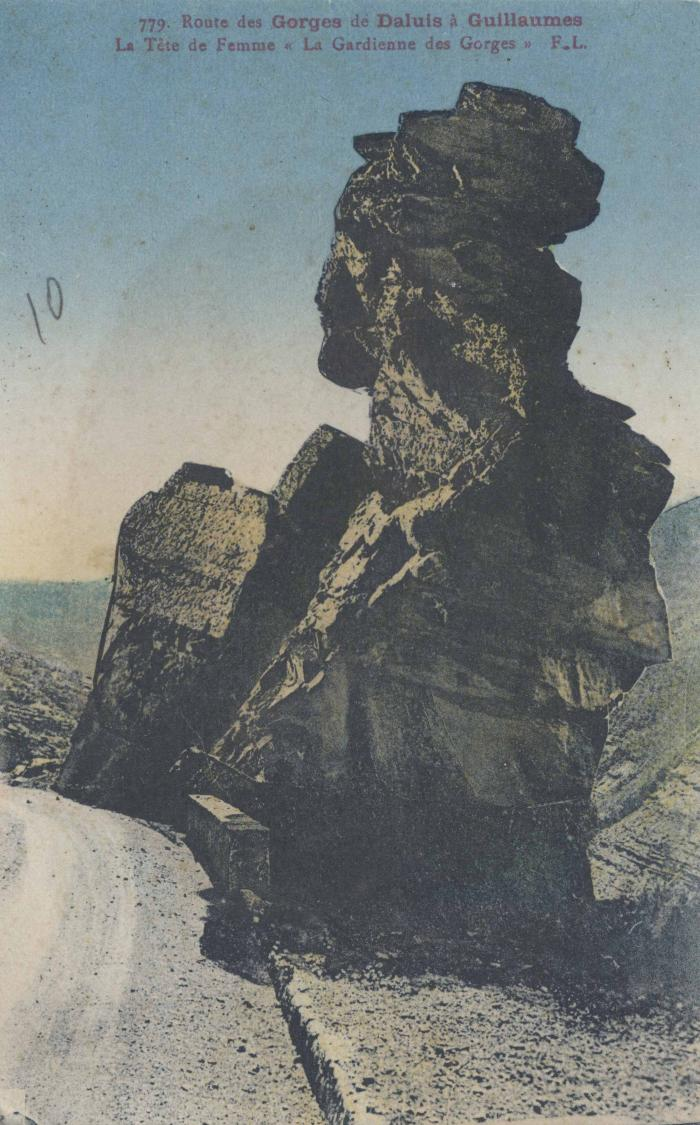 779. Route des Gorges de Daluis à Guillaumes
La Tête de Femme « La Gardienne des Gorges » F.L.
10